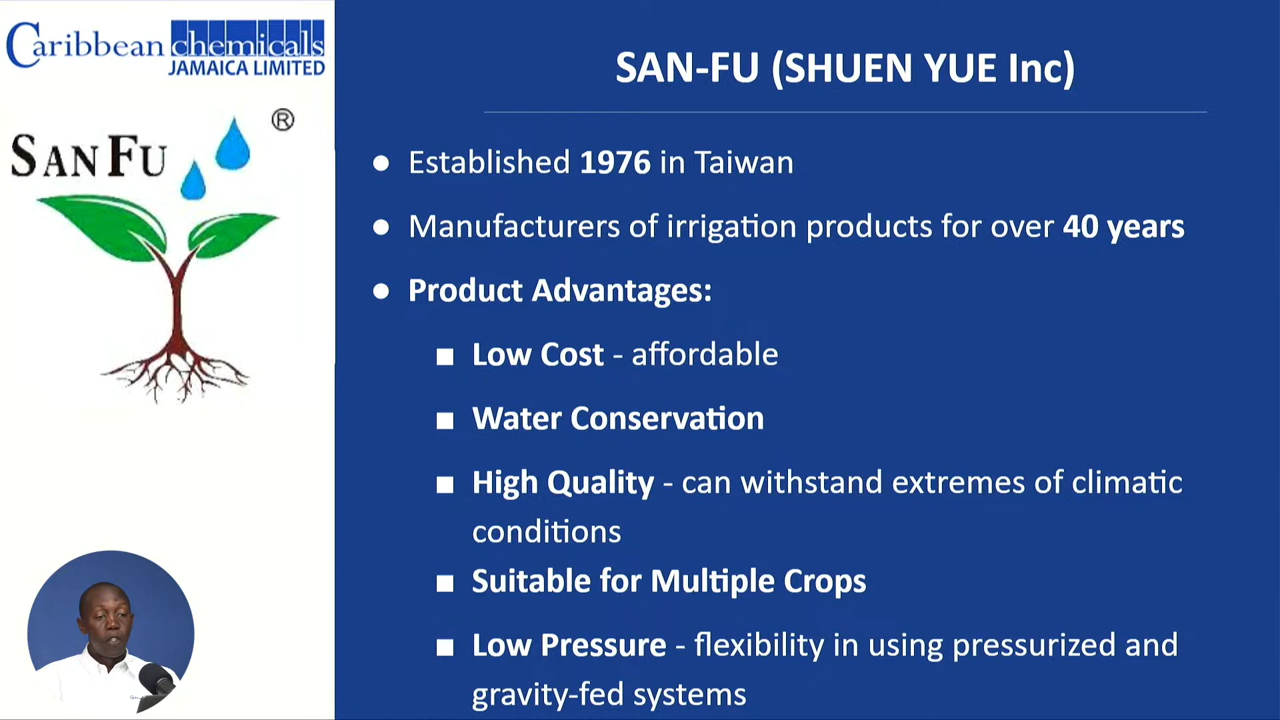 Caribbean chemicals
JAMAICA LIMITED
®
SAN FU
SAN-FU (SHUEN YUE Inc)
● Established 1976 in Taiwan
● Manufacturers of irrigation products for over 40 years
● Product Advantages:
■ Low Cost - affordable
■ Water Conservation
■ High Quality - can withstand extremes of climatic
conditions
■ Suitable for Multiple Crops
■ Low Pressure - flexibility in using pressurized and
gravity-fed systems